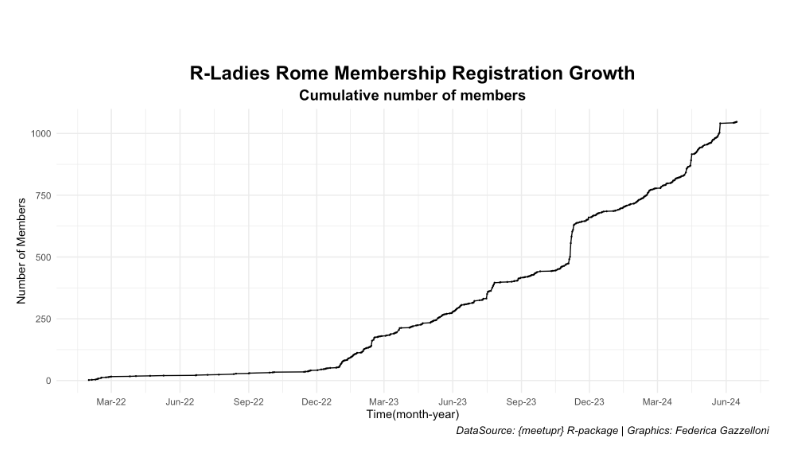 R-Ladies Rome Membership Registration Growth
Cumulative number of members
Number of Members
1000
750
500
250
0
Mar-22 Jun-22 Sep-22 Dec-22 Mar-23 Jun-23 Sep-23 Dec-23 Mar-24 Jun-24
Time(month-year)
DataSource: {meetupr} R-package | Graphics: Federica Gazzelloni